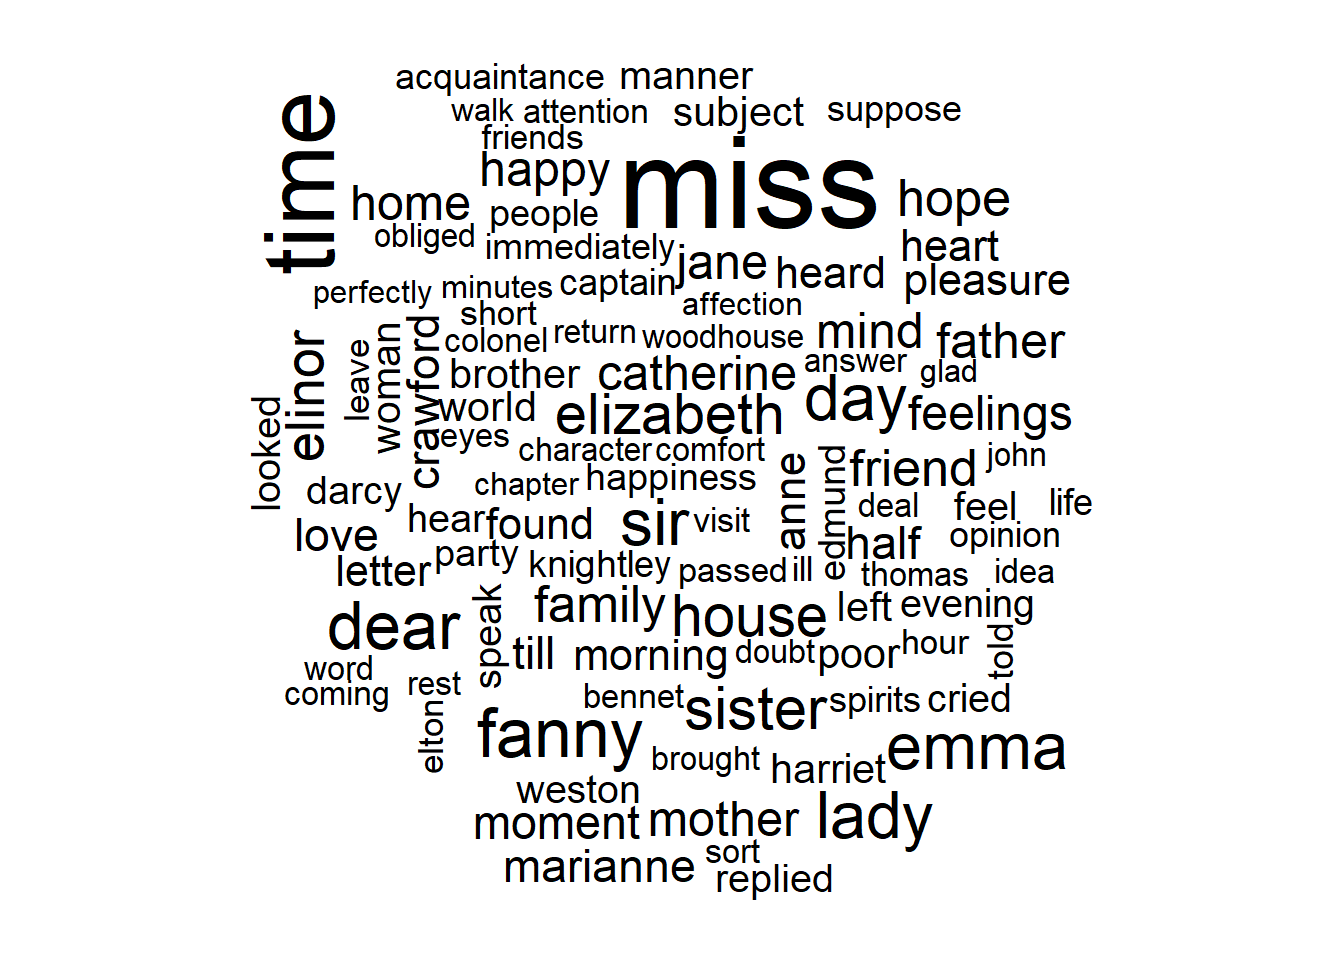 acquaintance manner
walk attention subject suppose
friends
time
happy miss
home people hope
obliged immediately jane heard heart
pleasure
perfectly minutes captain affection
short
colonel return woodhouse mind father
elinor leave woman crawford
brother catherine answer glad
looked world elizabeth day feelings
eyes character comfort
anne edmund friend john
darcy chapter happiness deal feel life
love hear found sir visit half opinion
letter party knightley passed ill thomas idea
dear speak family house left evening
till morning doubt poor hour told
word
coming rest bennet sister spirits cried
elton fanny brought harriet emma
weston
moment mother lady
marianne sort
replied